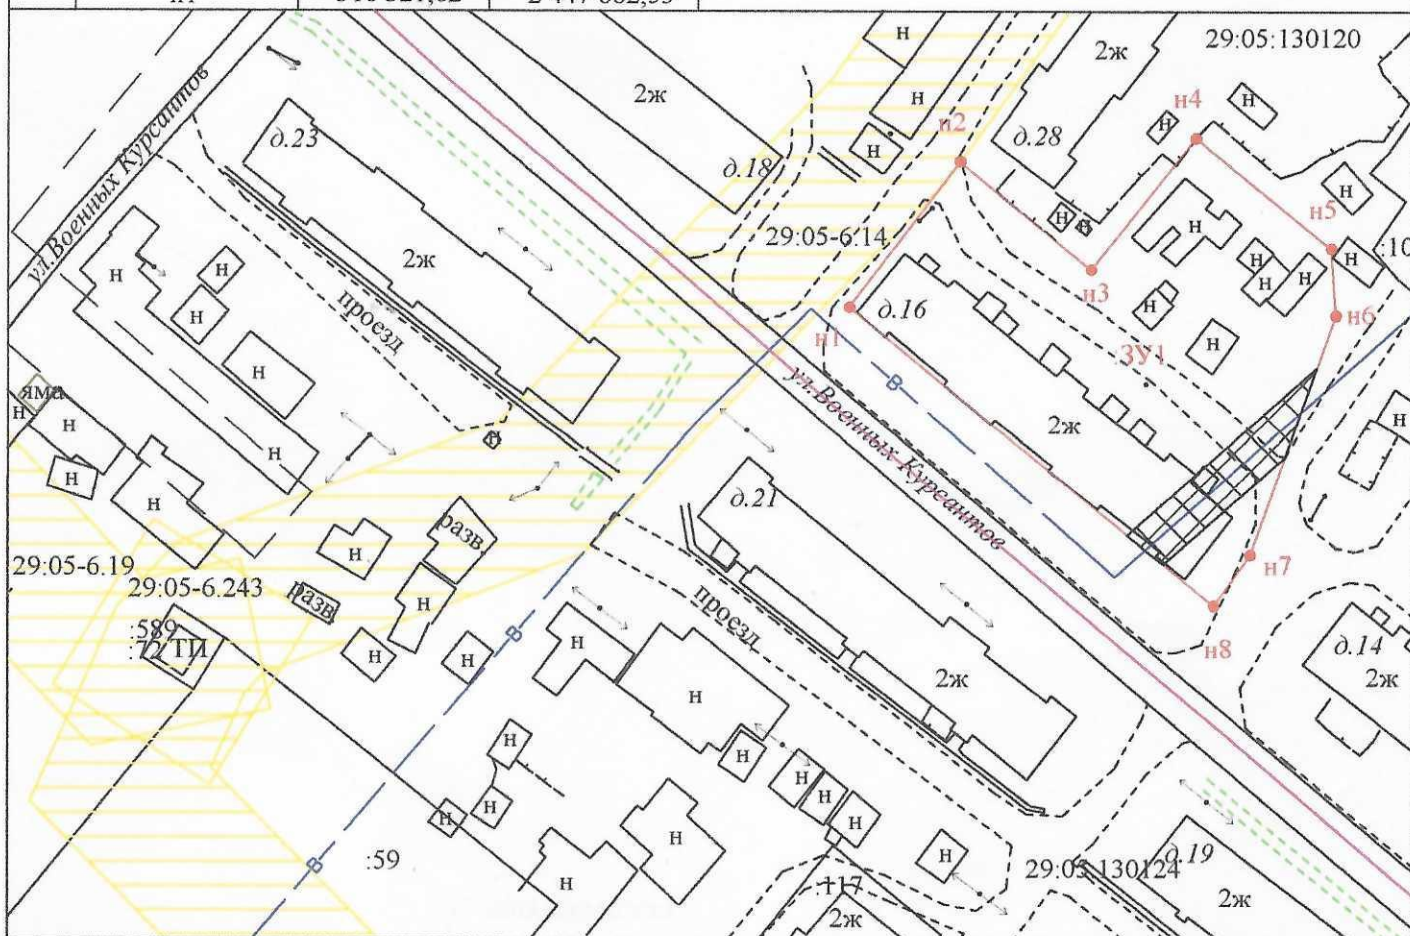 29:05:130120
2ж
н
2ж
н
н
н
н4
н2
д.28
н
д.23
д.18
н
н
ул.Военных Курсантов
н
н
н
н5
н
:10
29:05-6.14
2ж
н
н
н
н
н
н3
н
н
проезд
д.16
н6
н1
н
ЗУ1
н
ул.Военных Курсантов
В
яма
н
н
н
н
2ж
н
н
н
д.21
разв.
н
29:05-6.19
29:05-6.243
разв.
н
проезд
н7
:589
:72
ТП
В
н
н
н
н8
д.14
2ж
2ж
н
н
н
н
н
н
н
н
н
н
н
В
:59
29:05:130124
д.19
н
:117
2ж
2ж